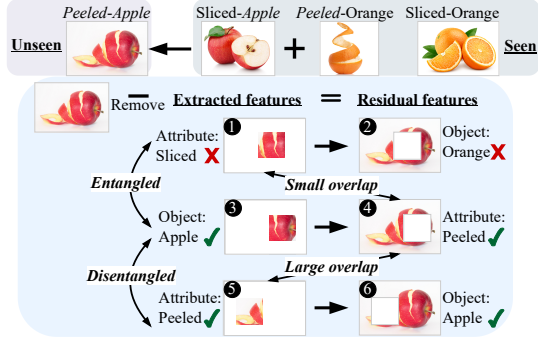 Peeled-Apple
Sliced-Apple
Peeled-Orange
Sliced-Orange
Unseen
Seen
Remove
Extracted features
Residual features
Attribute:
Sliced
1
2
Object:
Orange
Entangled
Small overlap
Object:
Apple
3
4
Attribute:
Peeled
Disentangled
Large overlap
Attribute:
Peeled
5
6
Object:
Apple